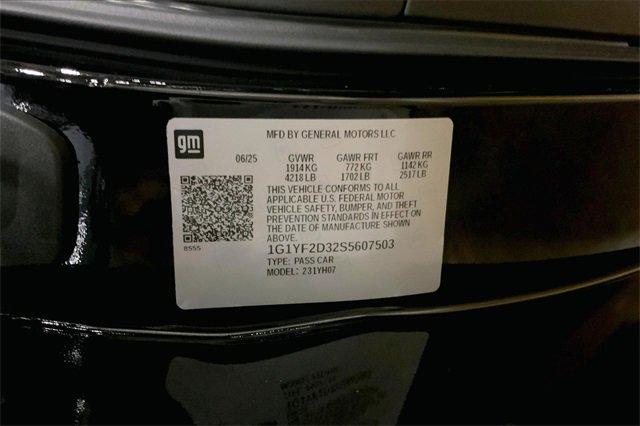 gm
MFD BY GENERAL MOTORS LLC
06/25 GVWR GAWR FRT GAWR RR
1914 KG 772 KG 1142 KG
4218 LB 1702 LB 2517 LB
THIS VEHICLE CONFORMS TO ALL
APPLICABLE U.S. FEDERAL MOTOR
VEHICLE SAFETY, BUMPER, AND THEFT
PREVENTION STANDARDS IN EFFECT ON
THE DATE OF MANUFACTURE SHOWN
ABOVE.
8555
1G1YF2D32S5607503
TYPE: PASS CAR
MODEL: 231YH07